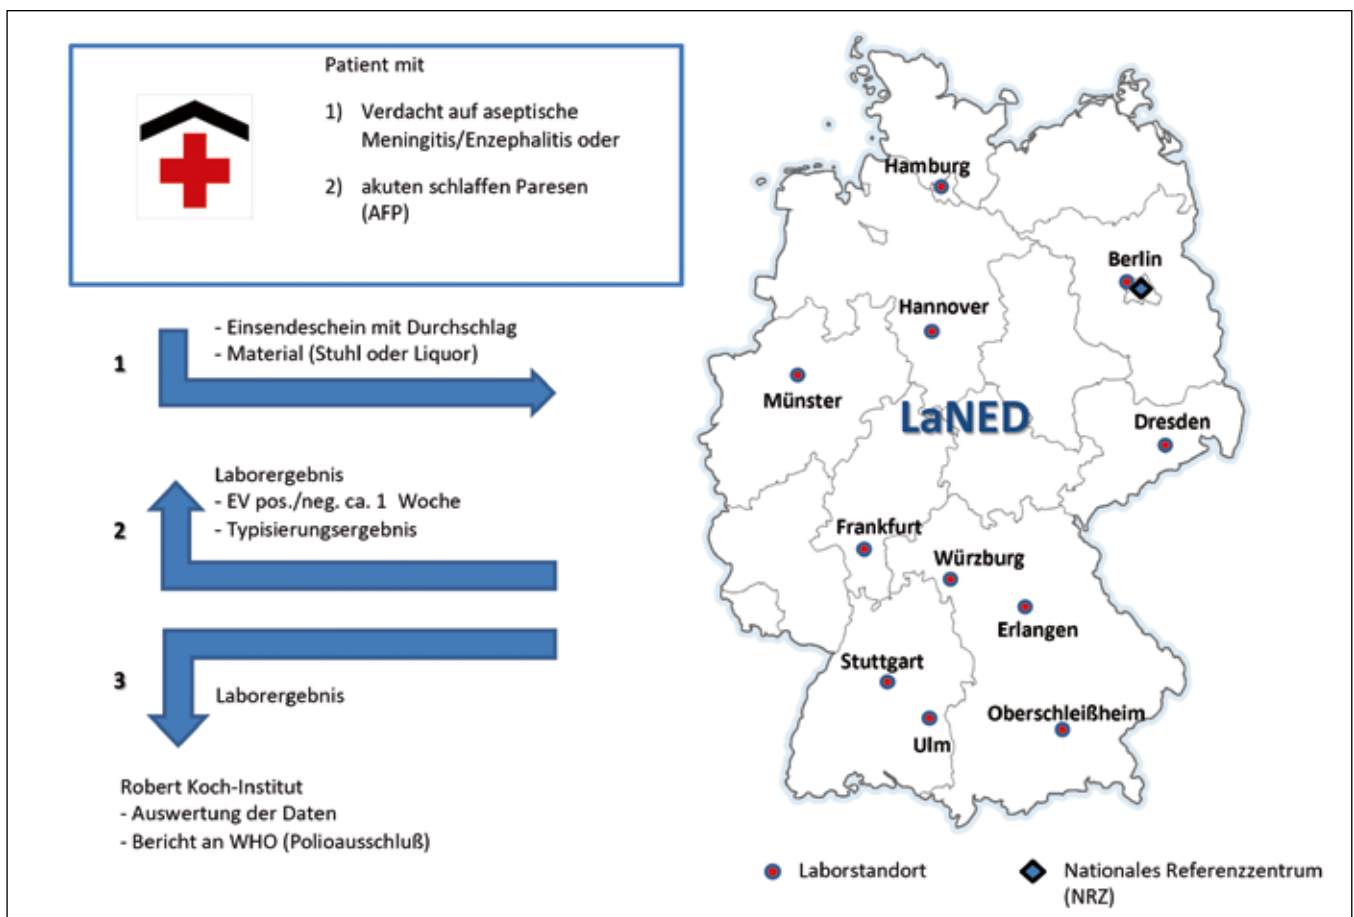 Patient mit
1) Verdacht auf aseptische
Meningitis/Enzephalitis oder
2) akuten schlaffen Paresen
(AFP)
1
- Einsendeschein mit Durchschlag
- Material (Stuhl oder Liquor)
2
Laborergebnis
- EV pos./neg. ca. 1 Woche
- Typisierungsergebnis
3
Laborergebnis
Robert Koch-Institut
- Auswertung der Daten
- Bericht an WHO (Polioausschluß)
Hamburg
Berlin
Hannover
Münster
LaNED
Dresden
Frankfurt
Würzburg
Erlangen
Stuttgart
Oberschleißheim
Ulm
Laborstandort
Nationales Referenzzentrum
(NRZ)